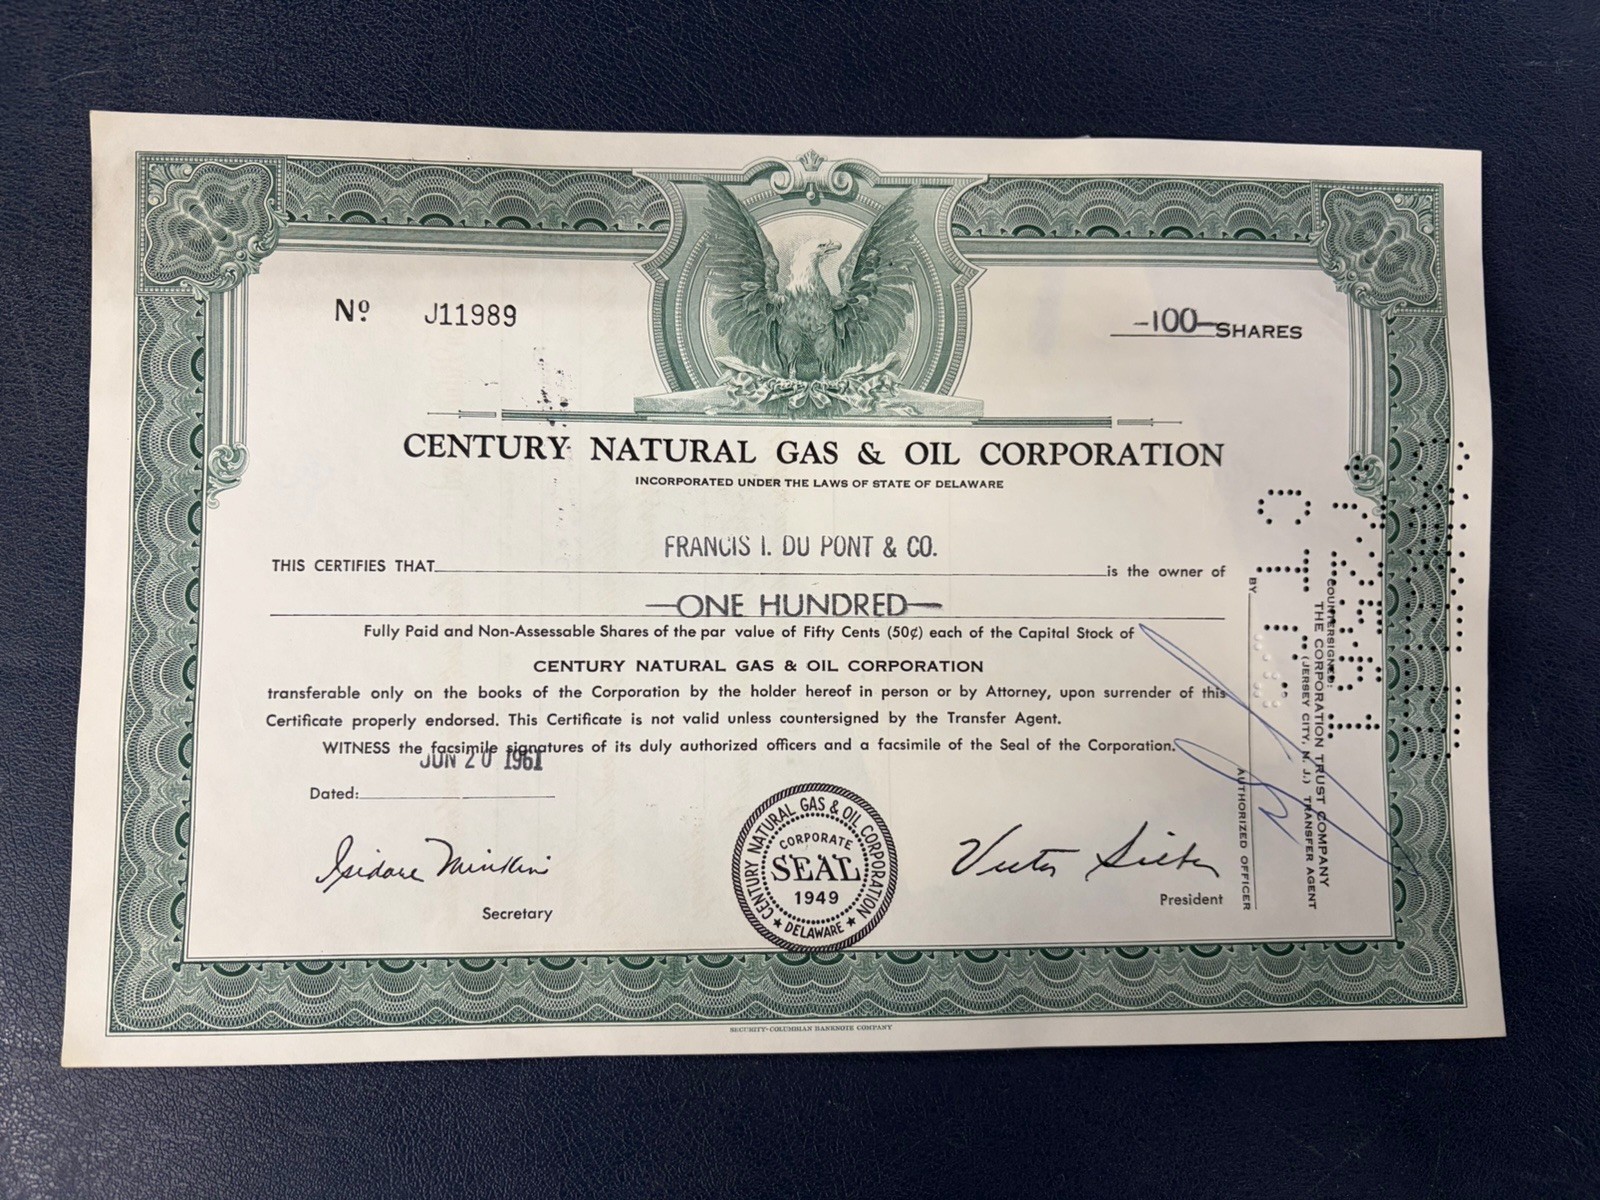 Nº J11989
-100- SHARES
CENTURY NATURAL GAS & OIL CORPORATION
INCORPORATED UNDER THE LAWS OF STATE OF DELAWARE
FRANCIS I. DU PONT & CO.
THIS CERTIFIES THAT is the owner of
—ONE HUNDRED—
Fully Paid and Non-Assessable Shares of the par value of Fifty Cents (50¢) each of the Capital Stock of
CENTURY NATURAL GAS & OIL CORPORATION
transferable only on the books of the Corporation by the holder hereof in person or by Attorney, upon surrender of this
Certificate properly endorsed. This Certificate is not valid unless countersigned by the Transfer Agent.
WITNESS the facsimile signatures of its duly authorized officers and a facsimile of the Seal of the Corporation.
JUN 20 1961
Dated:
Isidore Minkin
Secretary
CENTURY NATURAL GAS & OIL CORPORATION
CORPORATE
SEAL
1949
★ DELAWARE ★
Victor
President
COUNTERSIGNED:
THE CORPORATION TRUST COMPANY
(JERSEY CITY, N. J.) TRANSFER AGENT
BY
AUTHORIZED OFFICER
SECURITY-COLUMBIAN BANKNOTE COMPANY